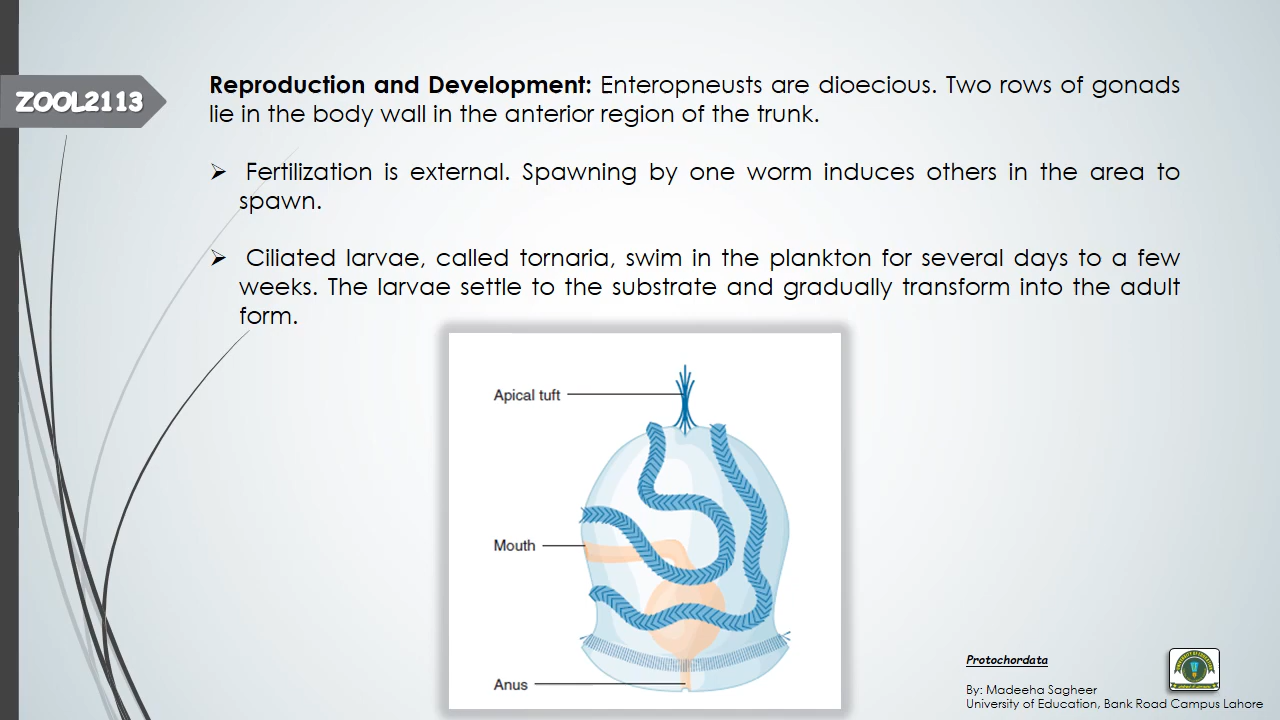 ZOOL2113
Reproduction and Development: Enteropneusts are dioecious. Two rows of gonads
lie in the body wall in the anterior region of the trunk.
➢ Fertilization is external. Spawning by one worm induces others in the area to
spawn.
➢ Ciliated larvae, called tornaria, swim in the plankton for several days to a few
weeks. The larvae settle to the substrate and gradually transform into the adult
form.
Apical tuft
Mouth
Anus
Protochordata
By: Madeeha Sagheer
University of Education, Bank Road Campus Lahore